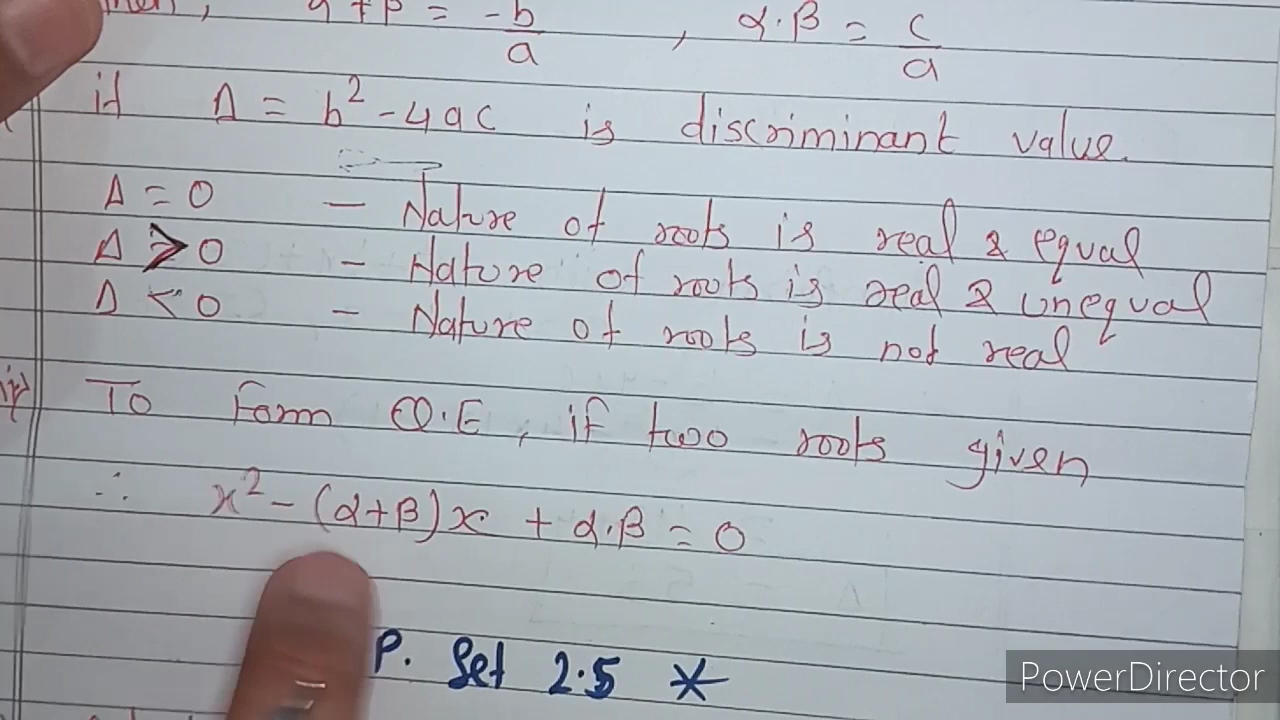 α+β = -b/a , α.β = c/a
if Δ = b² -4ac is discriminant value.
Δ = 0 - Nature of roots is real & equal
Δ > 0 - Nature of roots is real & unequal
Δ < 0 - Nature of roots is not real
To Form Q.E, if two roots given
∴ x² - (α+β)x + α.β = 0
P. Set 2.5 *
PowerDirector